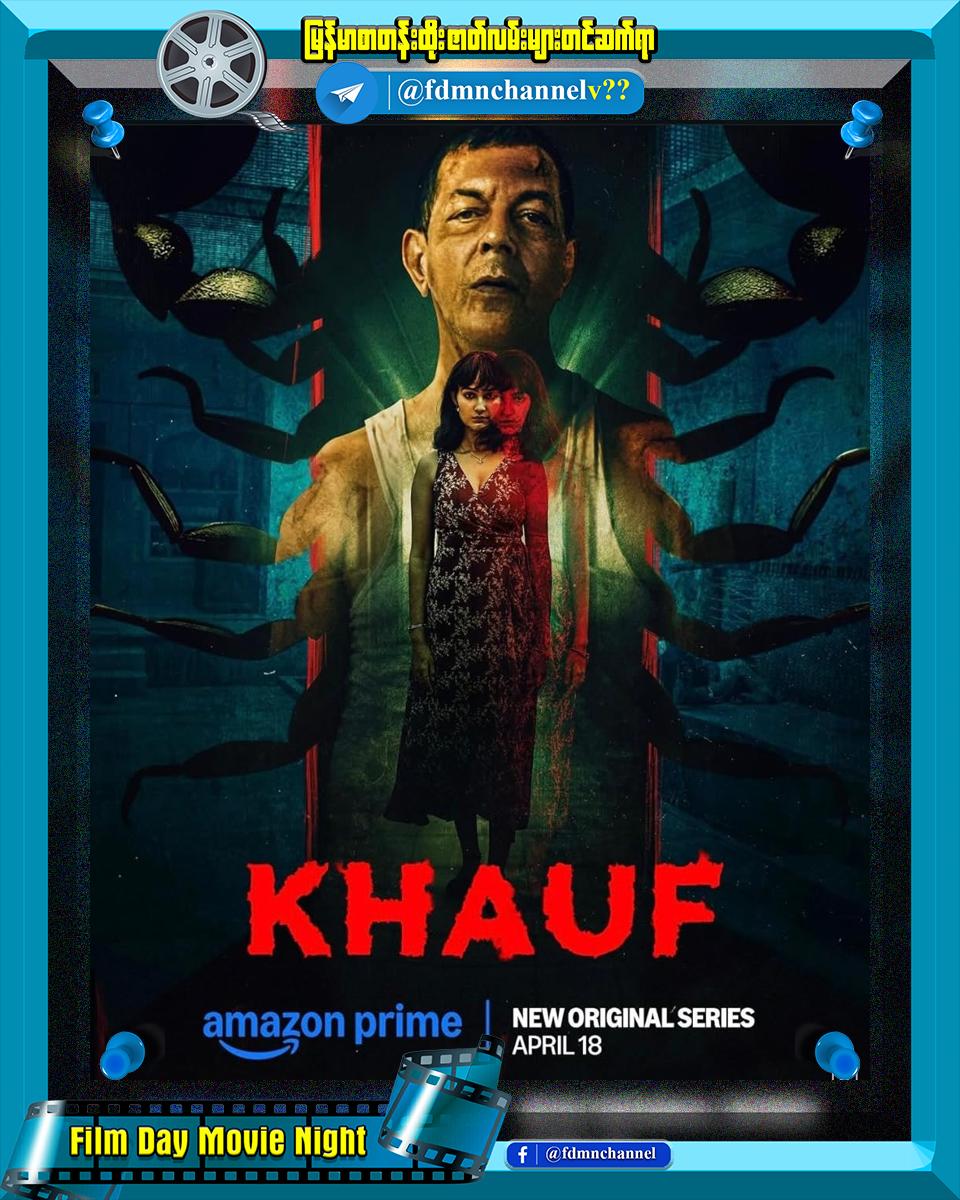 မြန်မာစာတန်းထိုးဇာတ်လမ်းများတင်ဆက်ရာ
@fdmnchannelv??
KHAUF
amazon prime
NEW ORIGINAL SERIES
APRIL 18
Film Day Movie Night
@fdmnchannel